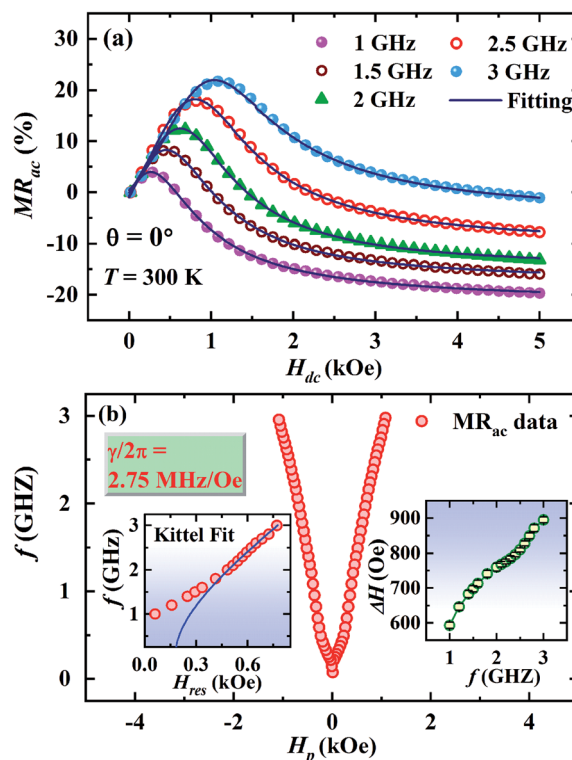 (a)
1 GHz
2.5 GHz
1.5 GHz
3 GHz
2 GHz
Fitting
30
20
10
0
-10
-20
MRac (%)
θ = 0°
T = 300 K
0 1 2 3 4 5
Hdc (kOe)
(b)
MRac data
γ/2π =
2.75 MHz/Oe
3
2
1
0
f (GHZ)
Kittel Fit
3
2
1
f (GHz)
0.0 0.3 0.6
Hres (kOe)
900
800
700
600
ΔH (Oe)
1 2 3
f (GHZ)
-4 -2 0 2 4
Hp (kOe)